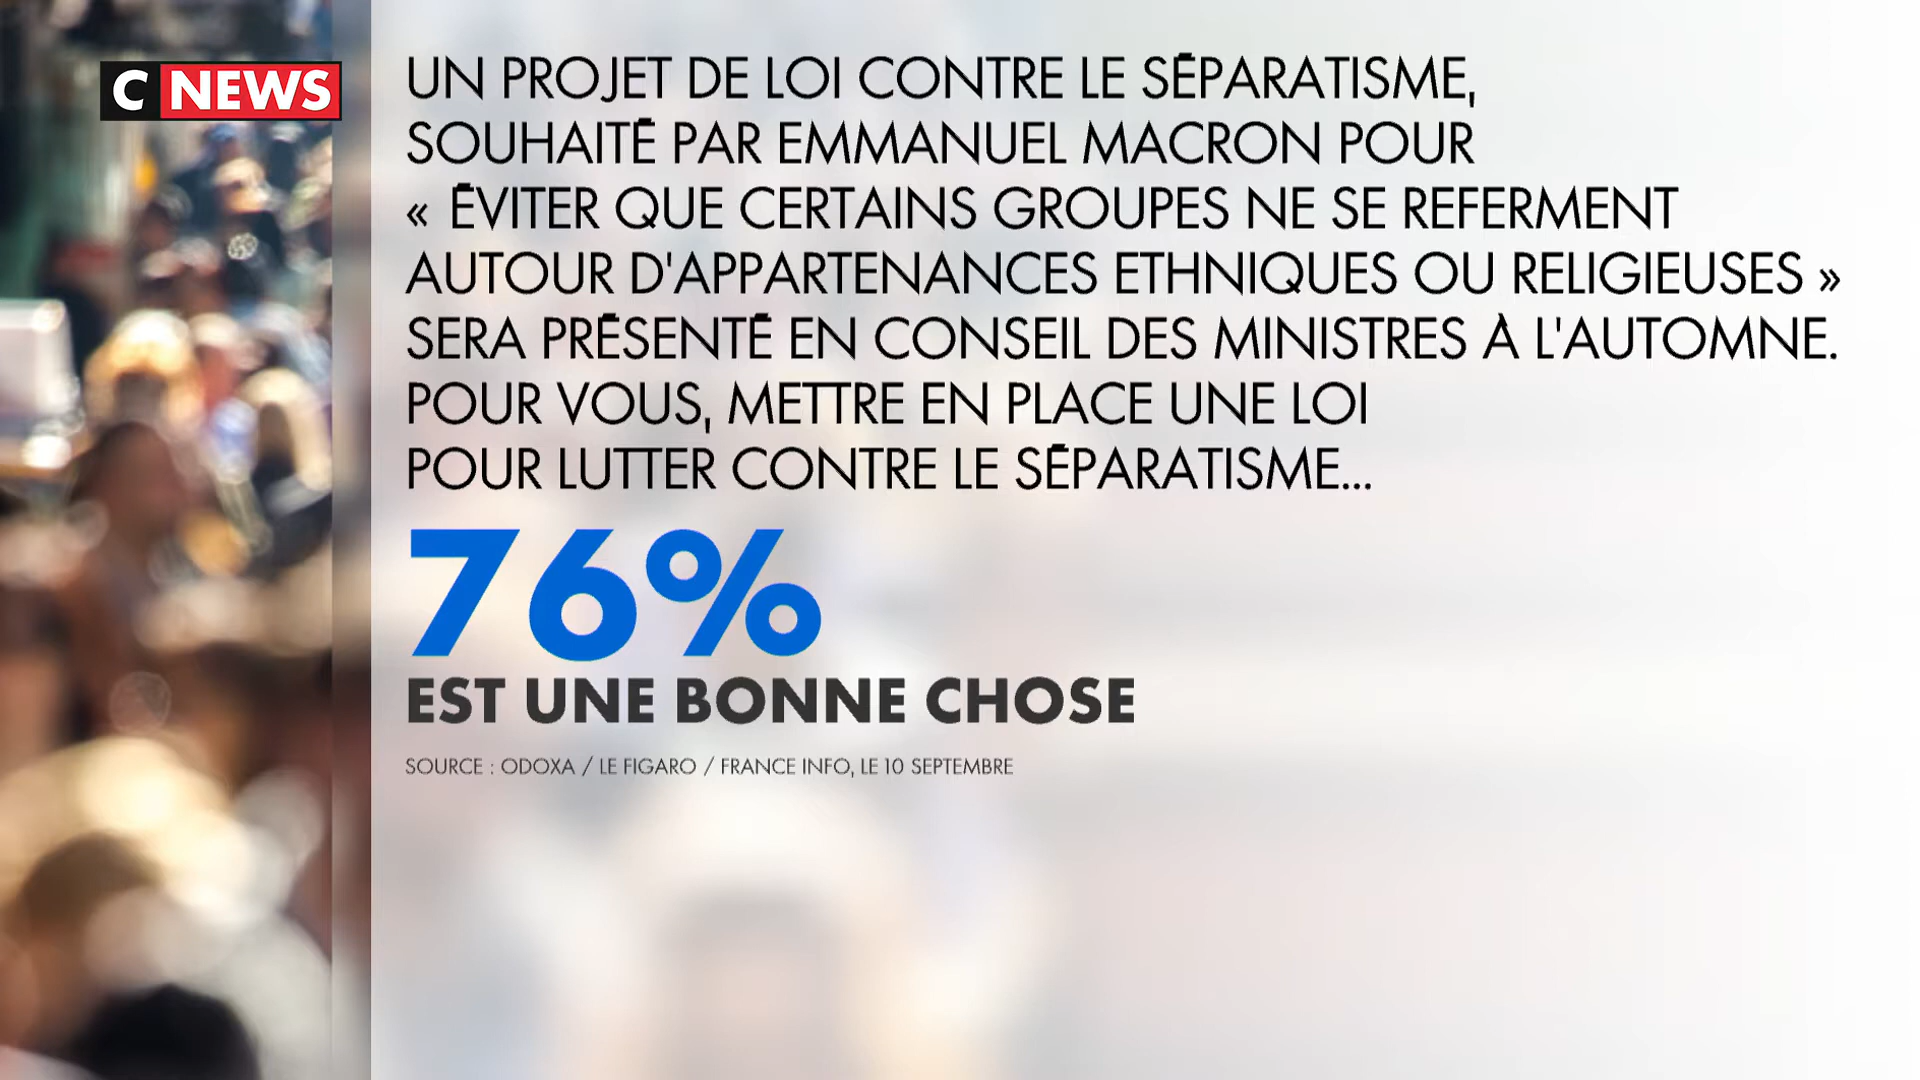 C NEWS
UN PROJET DE LOI CONTRE LE SÉPARATISME,
SOUHAITÉ PAR EMMANUEL MACRON POUR
« ÉVITER QUE CERTAINS GROUPES NE SE REFERMENT
AUTOUR D'APPARTENANCES ETHNIQUES OU RELIGIEUSES »
SERA PRÉSENTÉ EN CONSEIL DES MINISTRES À L'AUTOMNE.
POUR VOUS, METTRE EN PLACE UNE LOI
POUR LUTTER CONTRE LE SÉPARATISME...
76%
EST UNE BONNE CHOSE
SOURCE : ODOXA / LE FIGARO / FRANCE INFO, LE 10 SEPTEMBRE